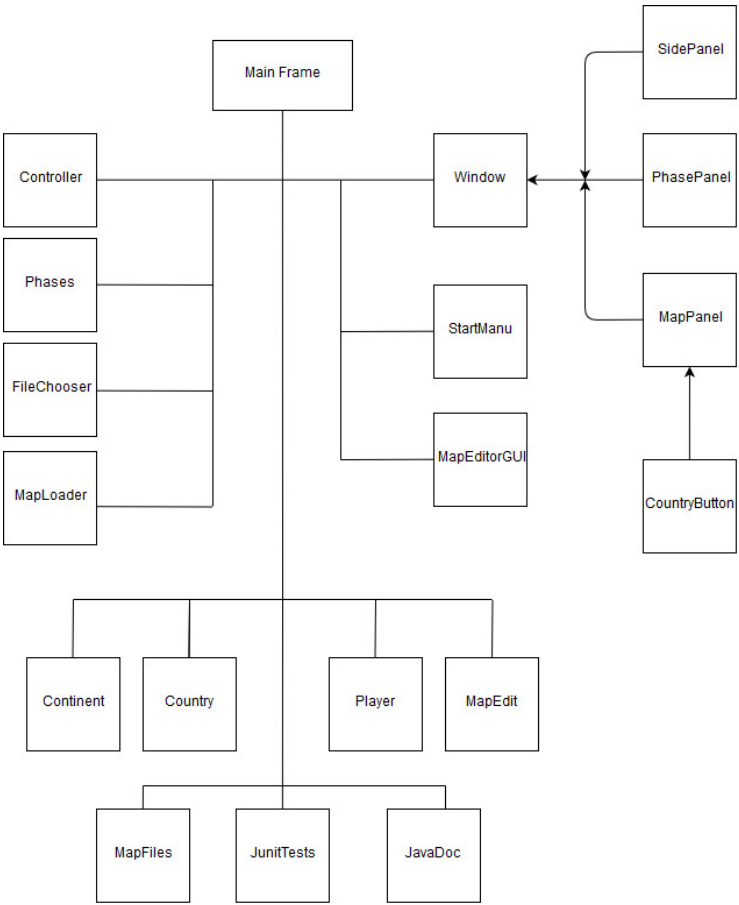 SidePanel
Main Frame
Controller
Window
PhasePanel
Phases
MapPanel
StartManu
FileChooser
MapEditorGUI
MapLoader
CountryButton
Continent
Country
Player
MapEdit
MapFiles
JunitTests
JavaDoc